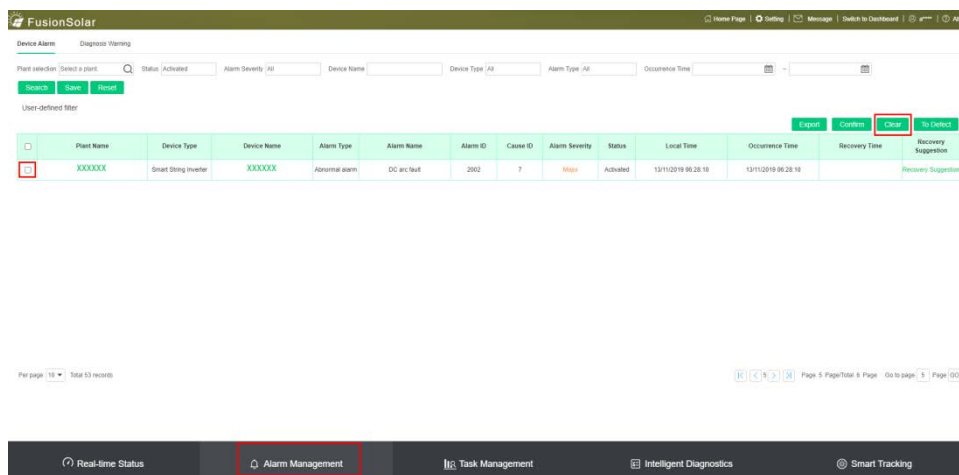 FusionSolar
Home Page | Setting | Message | Switch to Dashboard | a**** |
Device Alarm Diagnosis Warning
Plant selection Select a plant Status Activated Alarm Severity All Device Name Device Type All Alarm Type All Occurrence Time ~
Search Save Reset
User-defined filter
Export Confirm Clear To Defect
Plant Name Device Type Device Name Alarm Type Alarm Name Alarm ID Cause ID Alarm Severity Status Local Time Occurrence Time Recovery Time Recovery Suggestion
XXXXXX Smart String Inverter XXXXXX Abnormal alarm DC arc fault 2002 7 Major Activated 13/11/2019 06:28:18 13/11/2019 06:28:18 Recovery Suggestion
Per page 10 Total 53 records
5 Page 5 Page/Total 6 Page Go to page 5 Page GO
Real-time Status Alarm Management Task Management Intelligent Diagnostics Smart Tracking